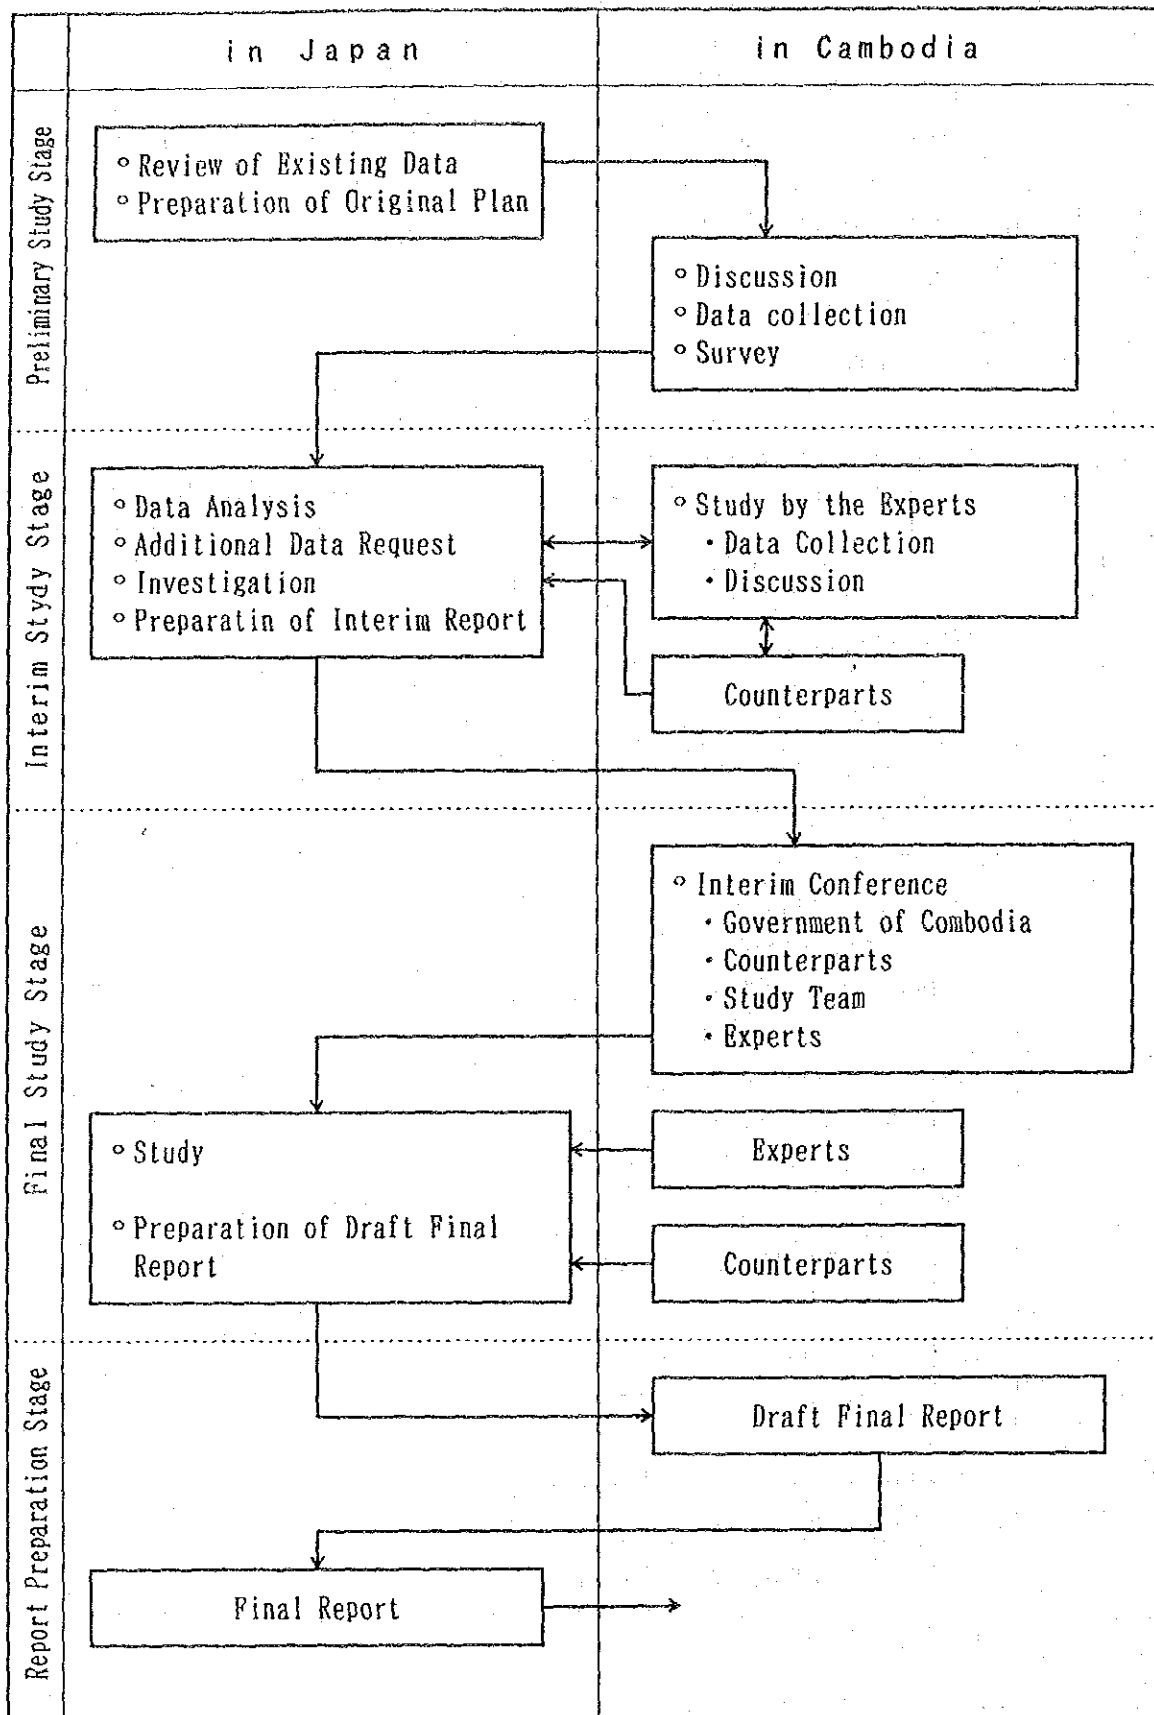 in Japan
in Cambodia
Preliminary Study Stage
° Review of Existing Data
° Preparation of Original Plan
° Discussion
° Data collection
° Survey
Interim Stydy Stage
° Data Analysis
° Additional Data Request
° Investigation
° Preparatin of Interim Report
° Study by the Experts
・Data Collection
・Discussion
Counterparts
Final Study Stage
° Interim Conference
・Government of Combodia
・Counterparts
・Study Team
・Experts
° Study
° Preparation of Draft Final
Report
Experts
Counterparts
Report Preparation Stage
Draft Final Report
Final Report